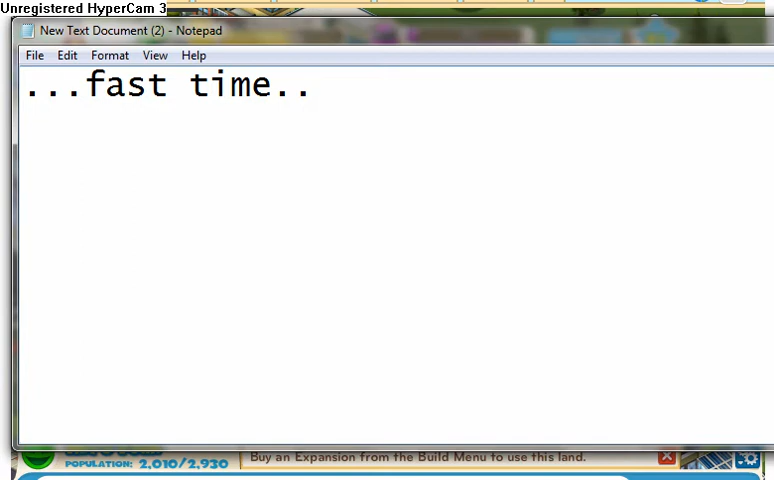 Unregistered HyperCam 3
New Text Document (2) - Notepad
File Edit Format View Help
...fast time..
POPULATION: 2,010/2,930
Buy an Expansion from the Build Menu to use this land.